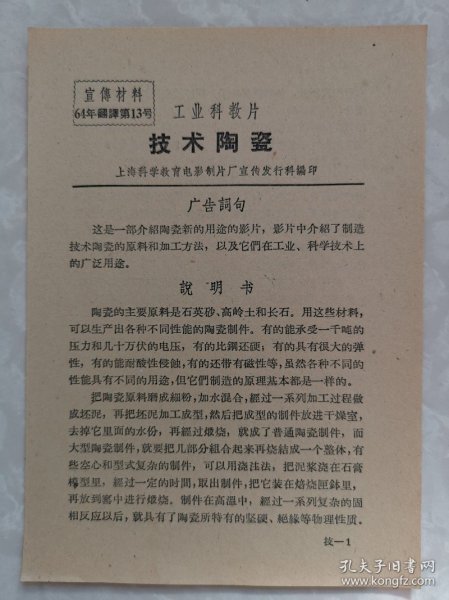 宣傳材料
64年翻譯第13号
工业科教片
技术陶瓷
上海科学教育电影制片厂宣传发行科编印
广告詞句
这是一部介紹陶瓷新的用途的影片，影片中介紹了制造
技术陶瓷的原料和加工方法，以及它們在工业、科学技术上
的广泛用途。
說明书
陶瓷的主要原料是石英砂、高岭土和长石。用这些材料，
可以生产出各种不同性能的陶瓷制件。有的能承受一千吨的
压力和几十万伏的电压，有的比鋼还硬；有的具有很大的弹
性，有的能耐酸性侵蝕，有的还带有磁性等，虽然各种不同的
性能具有不同的用途，但它們制造的原理基本都是一样的。
把陶瓷原料磨成細粉，加水混合，經过一系列加工过程做
成坯泥，再把坯泥加工成型，然后把成型的制件放进干燥室，
去掉它里面的水份，再經过煅烧，就成了普通陶瓷制件，而
大型陶瓷制件，就要把几部分組合起来再烧結成一个整体，有
些空心和型式复杂的制件，可以用浇注法，把泥浆浇在石膏
模型里，經过一定的时間，取出制件，把它装在焙烧匣鉢里，
再放到窰中进行煅烧。制件在高温中，經过一系列复杂的固
相反应以后，就具有了陶瓷所特有的坚硬、絕緣等物理性质。
技—1
孔夫子旧书网